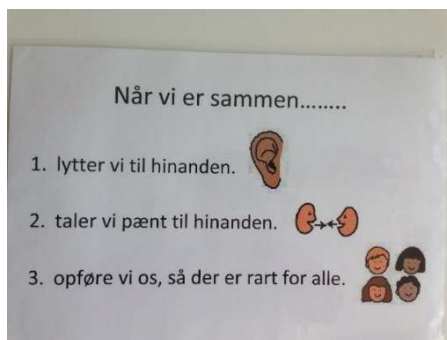 Når vi er sammen........
1. lytter vi til hinanden.
2. taler vi pænt til hinanden.
3. opføre vi os, så der er rart for alle.